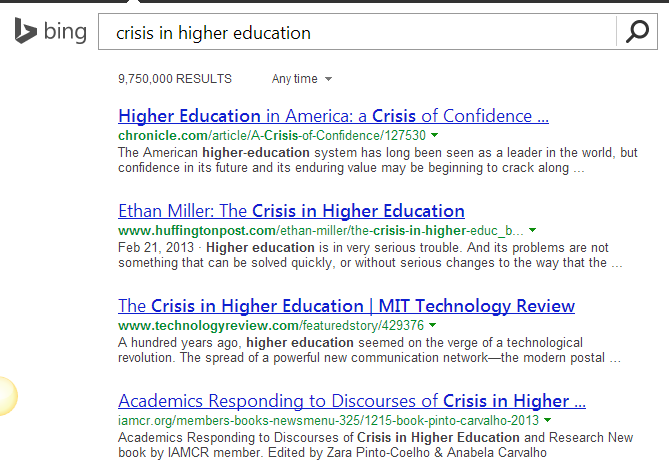 bing
crisis in higher education
9,750,000 RESULTS Any time
Higher Education in America: a Crisis of Confidence ...
chronicle.com/article/A-Crisis-of-Confidence/127530
The American higher-education system has long been seen as a leader in the world, but
confidence in its future and its enduring value may be beginning to crack along ...
Ethan Miller: The Crisis in Higher Education
www.huffingtonpost.com/ethan-miller/the-crisis-in-higher-educ_b...
Feb 21, 2013 · Higher education is in very serious trouble. And its problems are not
something that can be solved quickly, or without serious changes to the way that the ...
The Crisis in Higher Education | MIT Technology Review
www.technologyreview.com/featuredstory/429376
A hundred years ago, higher education seemed on the verge of a technological
revolution. The spread of a powerful new communication network—the modern postal ...
Academics Responding to Discourses of Crisis in Higher ...
iamcr.org/members-books-newsmenu-325/1215-book-pinto-carvalho-2013
Academics Responding to Discourses of Crisis in Higher Education and Research New
book by IAMCR member. Edited by Zara Pinto-Coelho & Anabela Carvalho